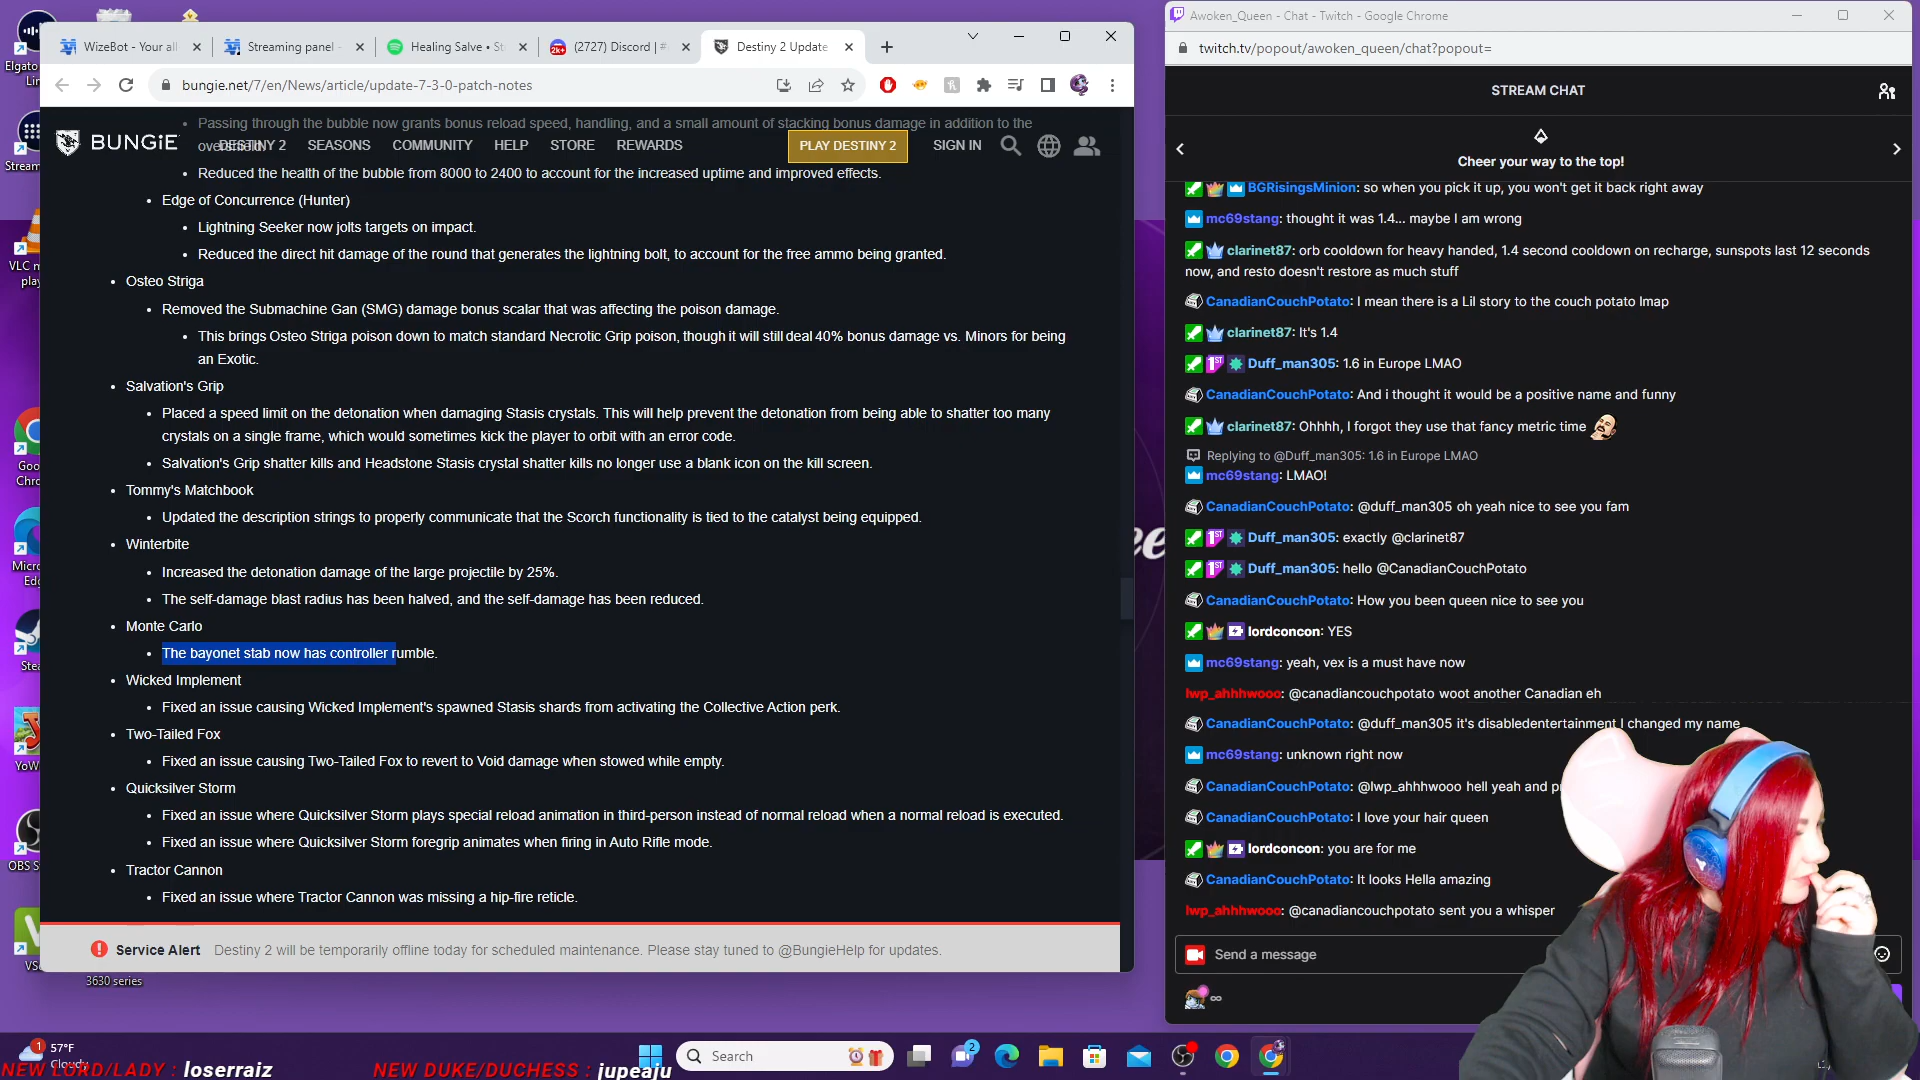 Elgato
Lin
Stream
VLC m
play
Goo
Chro
Micro
Edg
Stea
YoW
OBS S
VS
3630 series
WizeBot - Your all
Streaming panel -
Healing Salve • S
(2727) Discord | #
Destiny 2 Update
bungie.net/7/en/News/article/update-7-3-0-patch-notes
BUNGiE
DESTINY 2
SEASONS
COMMUNITY
HELP
STORE
REWARDS
PLAY DESTINY 2
SIGN IN
• Passing through the bubble now grants bonus reload speed, handling, and a small amount of stacking bonus damage in addition to the
overshield.
• Reduced the health of the bubble from 8000 to 2400 to account for the increased uptime and improved effects.
• Edge of Concurrence (Hunter)
• Lightning Seeker now jolts targets on impact.
• Reduced the direct hit damage of the round that generates the lightning bolt, to account for the free ammo being granted.
• Osteo Striga
• Removed the Submachine Gan (SMG) damage bonus scalar that was affecting the poison damage.
• This brings Osteo Striga poison down to match standard Necrotic Grip poison, though it will still deal 40% bonus damage vs. Minors for being
an Exotic.
• Salvation's Grip
• Placed a speed limit on the detonation when damaging Stasis crystals. This will help prevent the detonation from being able to shatter too many
crystals on a single frame, which would sometimes kick the player to orbit with an error code.
• Salvation's Grip shatter kills and Headstone Stasis crystal shatter kills no longer use a blank icon on the kill screen.
• Tommy's Matchbook
• Updated the description strings to properly communicate that the Scorch functionality is tied to the catalyst being equipped.
• Winterbite
• Increased the detonation damage of the large projectile by 25%.
• The self-damage blast radius has been halved, and the self-damage has been reduced.
• Monte Carlo
• The bayonet stab now has controller rumble.
• Wicked Implement
• Fixed an issue causing Wicked Implement's spawned Stasis shards from activating the Collective Action perk.
• Two-Tailed Fox
• Fixed an issue causing Two-Tailed Fox to revert to Void damage when stowed while empty.
• Quicksilver Storm
• Fixed an issue where Quicksilver Storm plays special reload animation in third-person instead of normal reload when a normal reload is executed.
• Fixed an issue where Quicksilver Storm foregrip animates when firing in Auto Rifle mode.
• Tractor Cannon
• Fixed an issue where Tractor Cannon was missing a hip-fire reticle.
Service Alert Destiny 2 will be temporarily offline today for scheduled maintenance. Please stay tuned to @BungieHelp for updates.
Awoken_Queen - Chat - Twitch - Google Chrome
twitch.tv/popout/awoken_queen/chat?popout=
STREAM CHAT
Cheer your way to the top!
BGRisingsMinion: so when you pick it up, you won't get it back right away
mc69stang: thought it was 1.4... maybe I am wrong
clarinet87: orb cooldown for heavy handed, 1.4 second cooldown on recharge, sunspots last 12 seconds
now, and resto doesn't restore as much stuff
CanadianCouchPotato: I mean there is a Lil story to the couch potato lmap
clarinet87: It's 1.4
Duff_man305: 1.6 in Europe LMAO
CanadianCouchPotato: And i thought it would be a positive name and funny
clarinet87: Ohhhh, I forgot they use that fancy metric time
Replying to @Duff_man305: 1.6 in Europe LMAO
mc69stang: LMAO!
CanadianCouchPotato: @duff_man305 oh yeah nice to see you fam
Duff_man305: exactly @clarinet87
Duff_man305: hello @CanadianCouchPotato
CanadianCouchPotato: How you been queen nice to see you
lordconcon: YES
mc69stang: yeah, vex is a must have now
lwp_ahhhwooo: @canadiancouchpotato woot another Canadian eh
CanadianCouchPotato: @duff_man305 it's disabledentertainment I changed my name
mc69stang: unknown right now
CanadianCouchPotato: @lwp_ahhhwooo hell yeah and
CanadianCouchPotato: I love your hair queen
lordconcon: you are for me
CanadianCouchPotato: It looks Hella amazing
lwp_ahhhwooo: @canadiancouchpotato sent you a whisper
Send a message
∞
ee
1
57°F
Cloudy
Search
2
NEW LORD/LADY : loserraiz
NEW DUKE/DUCHESS : jupeaju